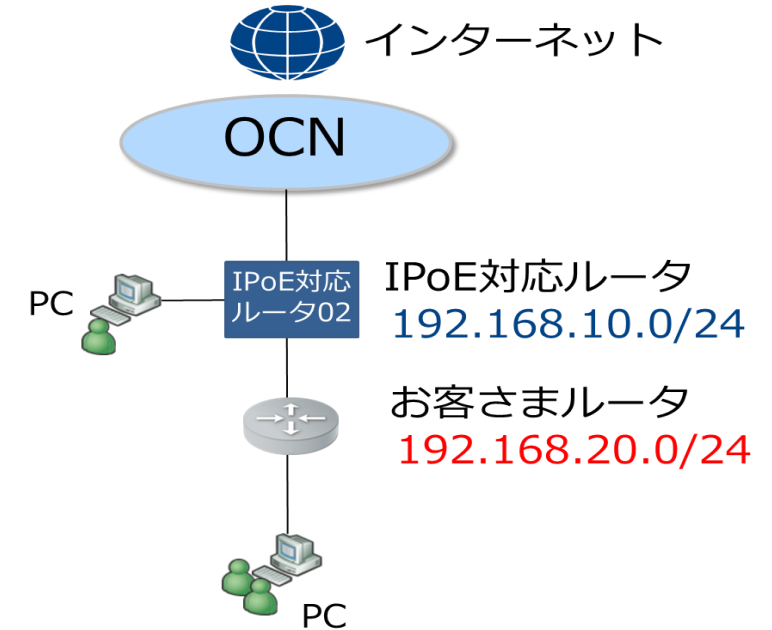 インターネット
OCN
PC
IPoE対応
ルータ02
IPoE対応ルータ
192.168.10.0/24
お客さまルータ
192.168.20.0/24
PC